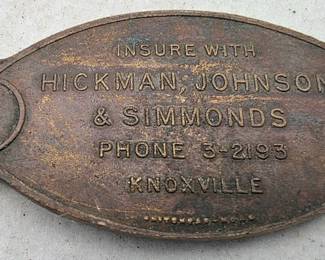 INSURE WITH
HICKMAN, JOHNSON
& SIMMONDS
PHONE 3-2193
KNOXVILLE